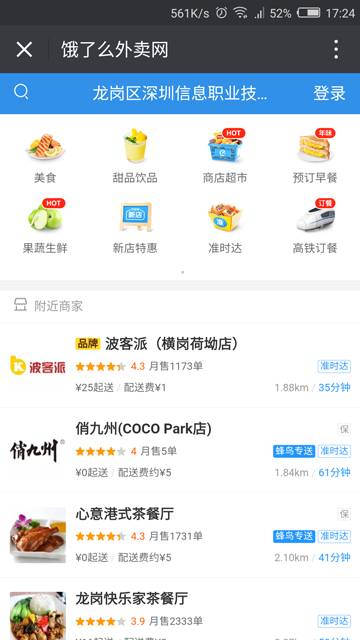 561K/s 52% 17:24
饿了么外卖网
龙岗区深圳信息职业技... 登录
HOT 年味
美食 甜品饮品 商店超市 预订早餐
HOT 新店 准 订餐
果蔬生鲜 新店特惠 准时达 高铁订餐
附近商家
品牌 波客派（横岗荷坳店）
波客派 4.3 月售1173单 准时达
¥25起送 / 配送费¥1 1.88km / 35分钟
俏九州(COCO Park店) 保
俏九州 4 月售5单 蜂鸟专送 准时达
¥0起送 / 配送费约¥5 1.84km / 61分钟
心意港式茶餐厅 保
4.3 月售1731单 蜂鸟专送 准时达
¥0起送 / 配送费约¥5 2.10km / 41分钟
龙岗快乐家茶餐厅
3.9 月售2333单 准时达